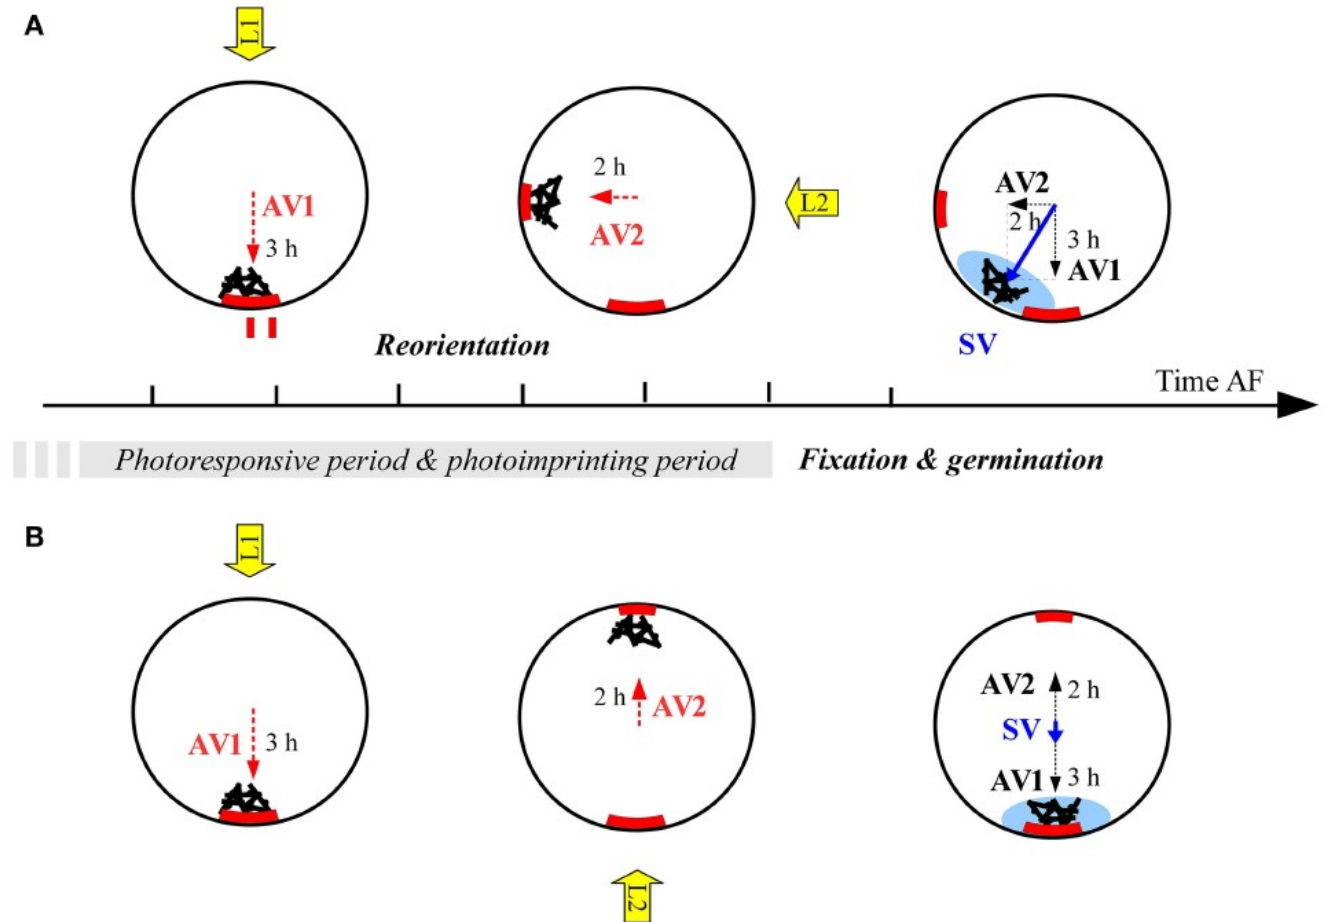 A
L1
AV1
3 h
2 h
AV2
L2
AV2
2 h
3 h
AV1
SV
Reorientation
Time AF
Photoresponsive period & photoimprinting period
Fixation & germination
B
L1
AV1
3 h
2 h
AV2
L2
AV2
2 h
SV
AV1
3 h